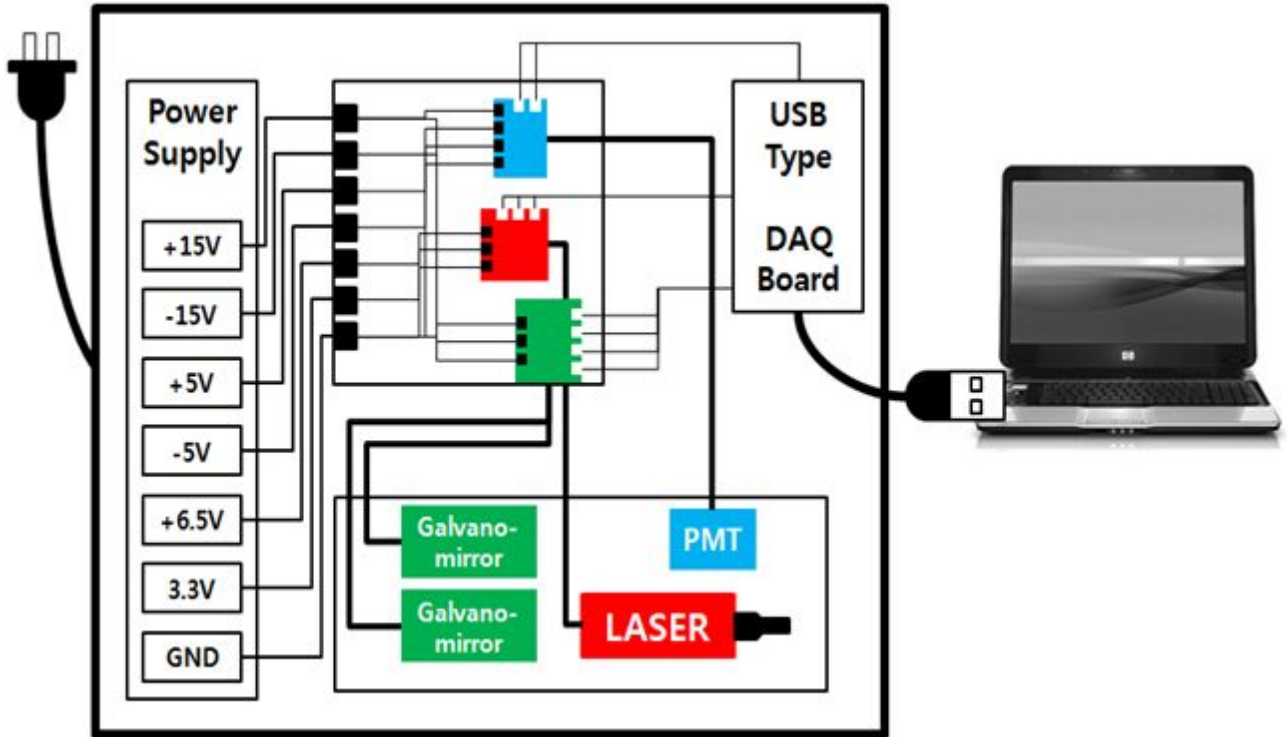 Power
Supply
+15V
-15V
+5V
-5V
+6.5V
3.3V
GND
USB
Type
DAQ
Board
Galvano-
mirror
Galvano-
mirror
PMT
LASER
hp